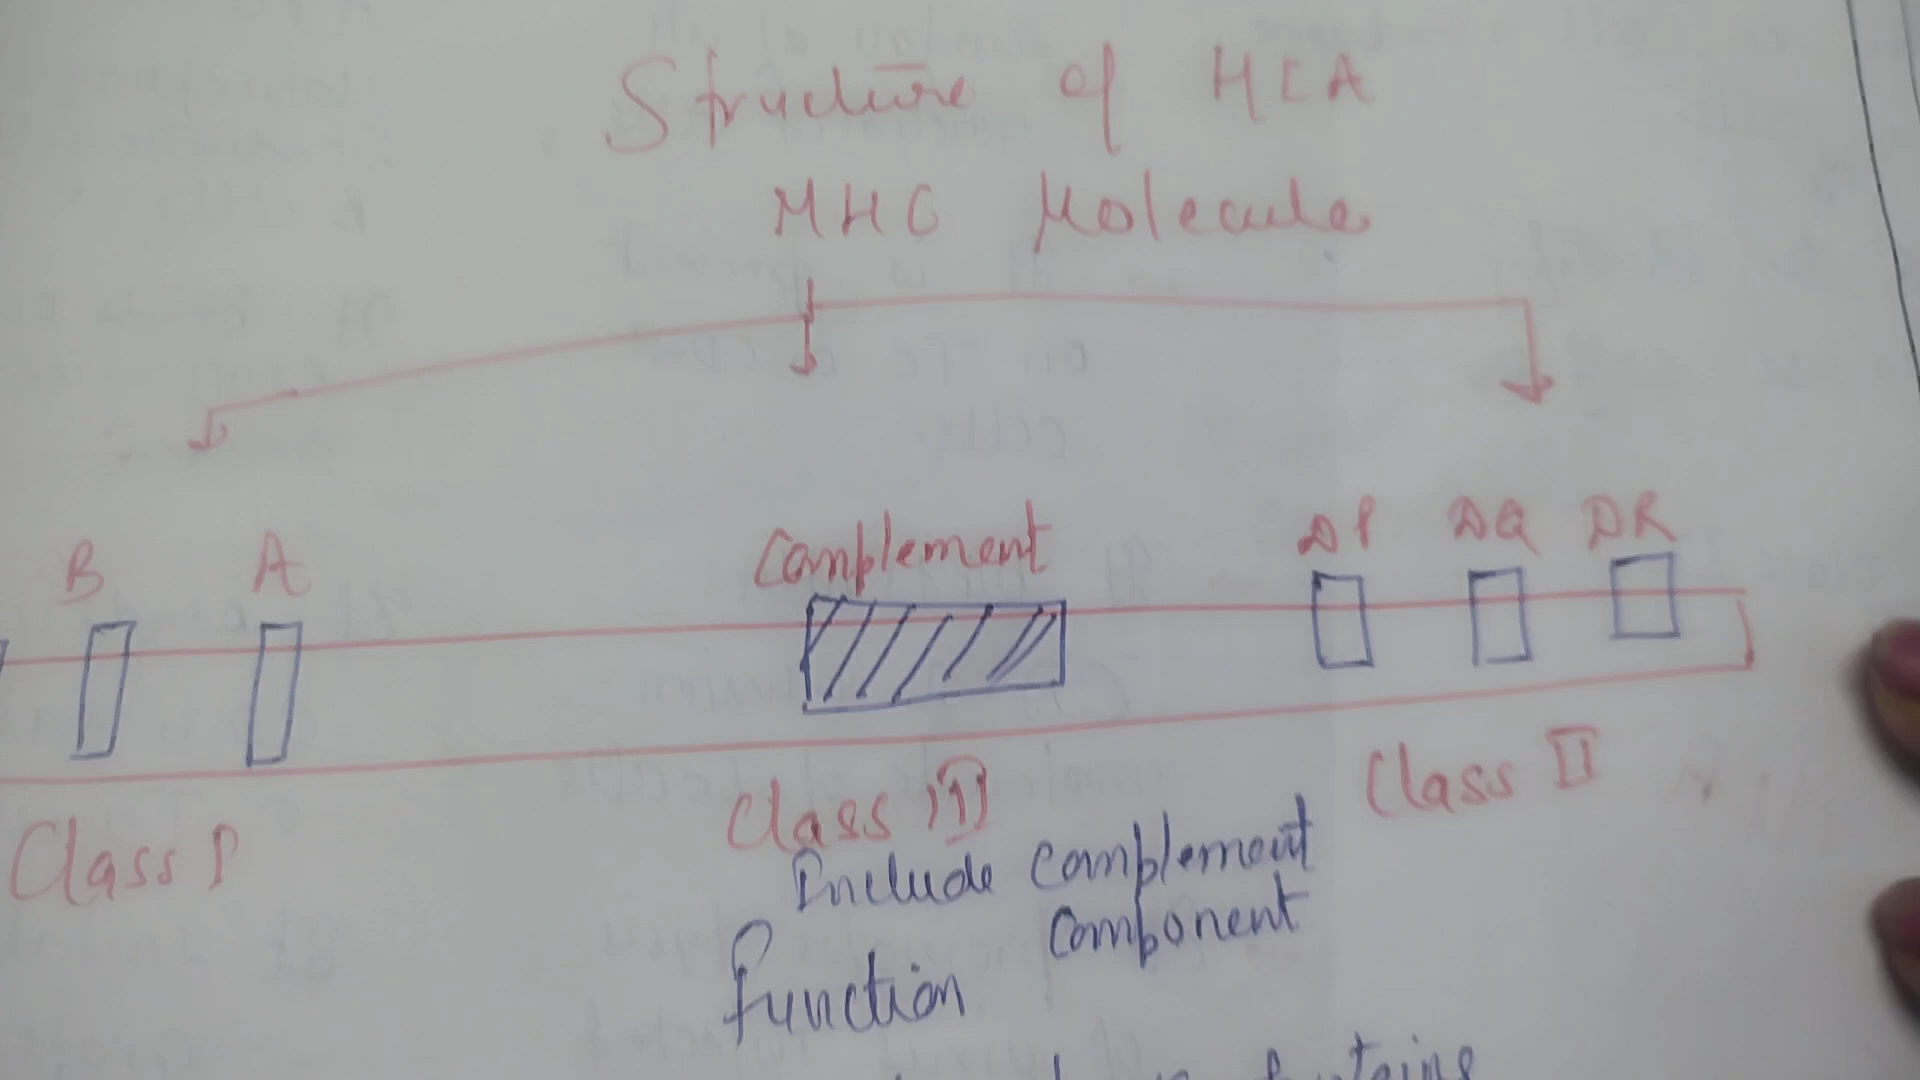 Structure of HLA
MHC Molecule
B A Complement DP DQ DR
Class I Class III Class II
Include Complement
Component
Function